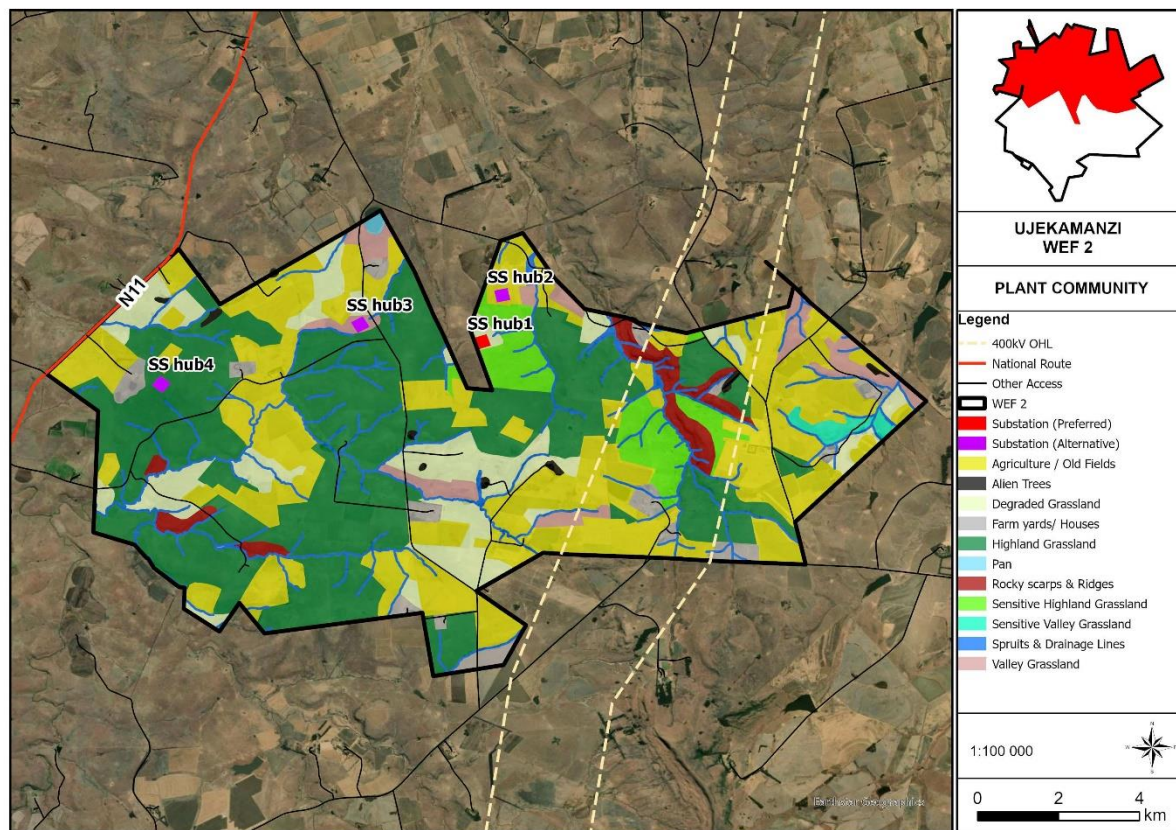 N11
SS hub2
SS hub3
SS hub1
SS hub4
Earthstar Geographics
UJEKAMANZI
WEF 2
PLANT COMMUNITY
Legend
400kV OHL
National Route
Other Access
WEF 2
Substation (Preferred)
Substation (Alternative)
Agriculture / Old Fields
Alien Trees
Degraded Grassland
Farm yards/ Houses
Highland Grassland
Pan
Rocky scarps & Ridges
Sensitive Highland Grassland
Sensitive Valley Grassland
Spruits & Drainage Lines
Valley Grassland
1:100 000
N
W E
S
0 2 4
km